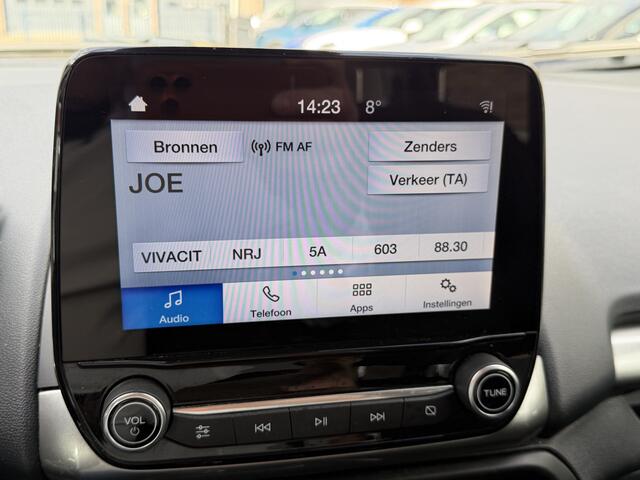 14:23 8°
Bronnen FM AF Zenders
JOE Verkeer (TA)
VIVACIT NRJ 5A 603 88.30
Audio Telefoon Apps Instellingen
VOL TUNE